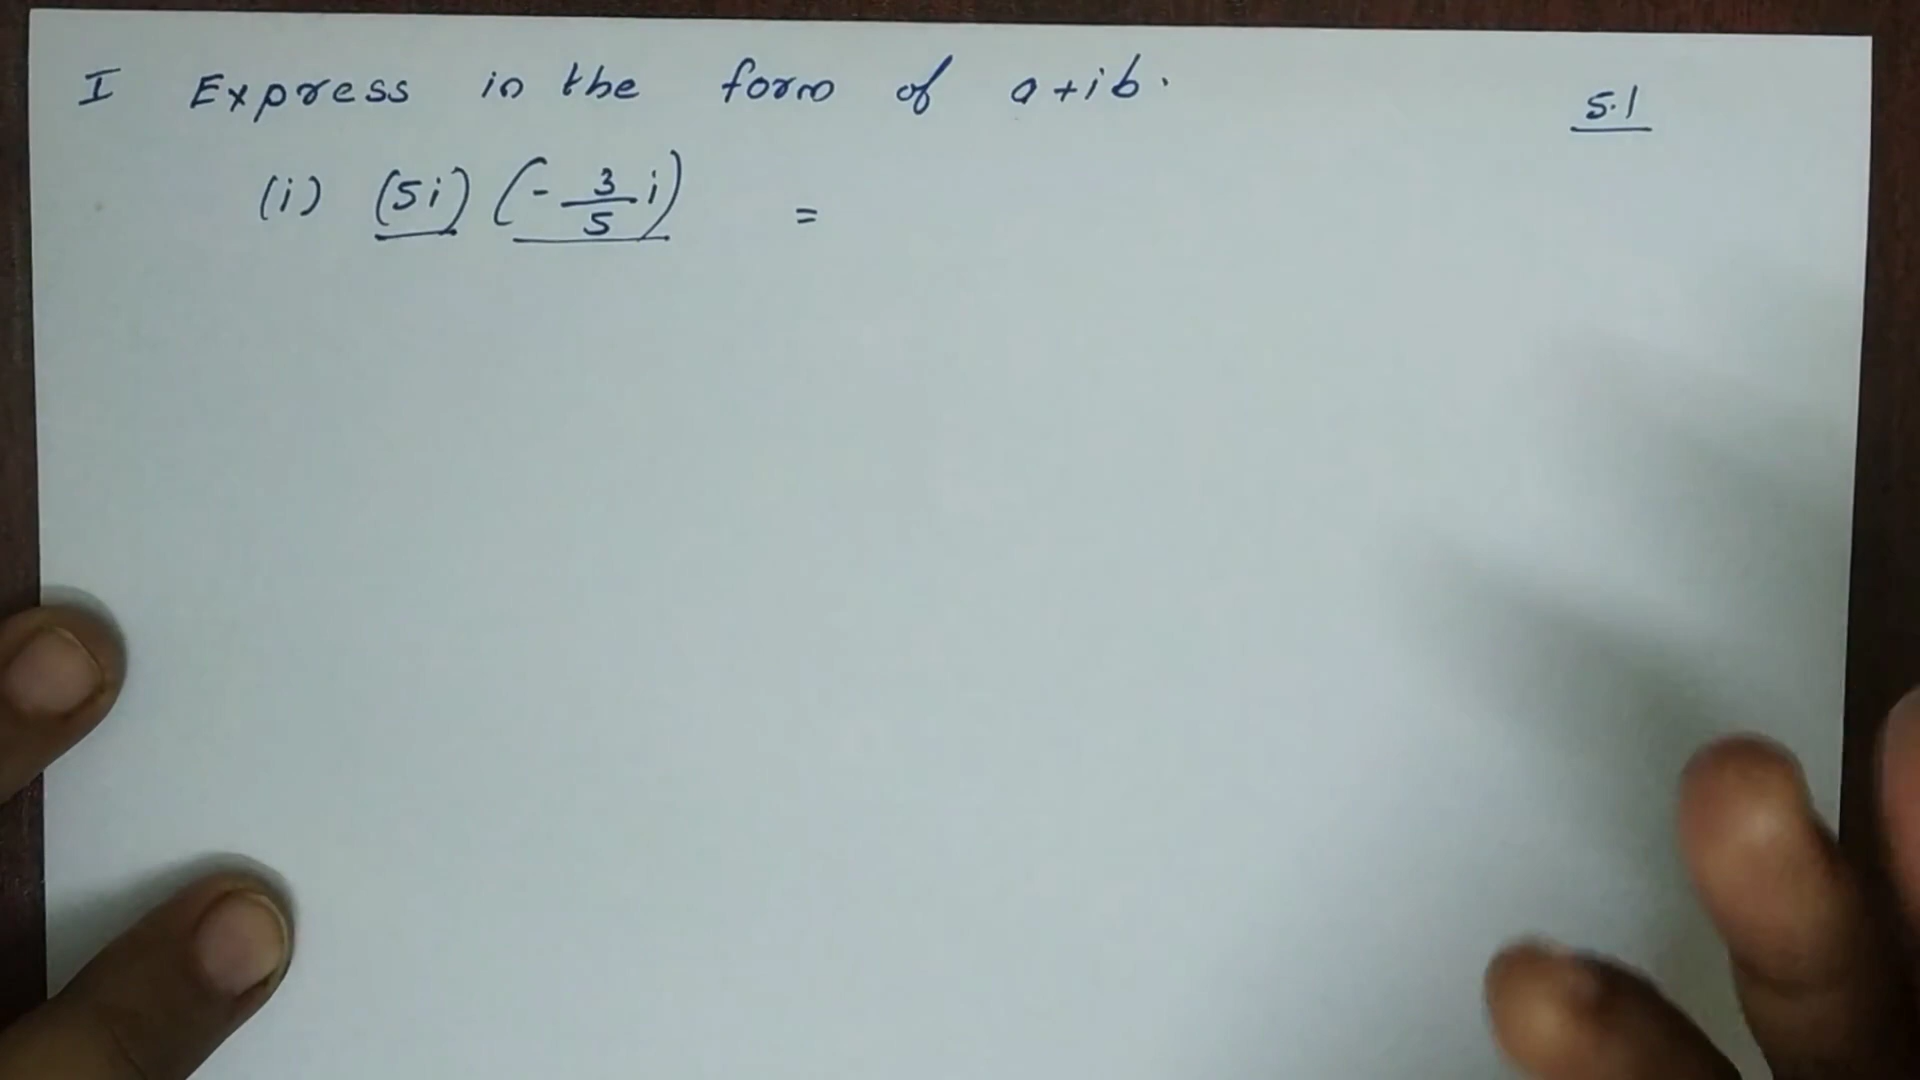 I Express in the form of a+ib.
5.1
(i) (5i) (-3/5 i) =